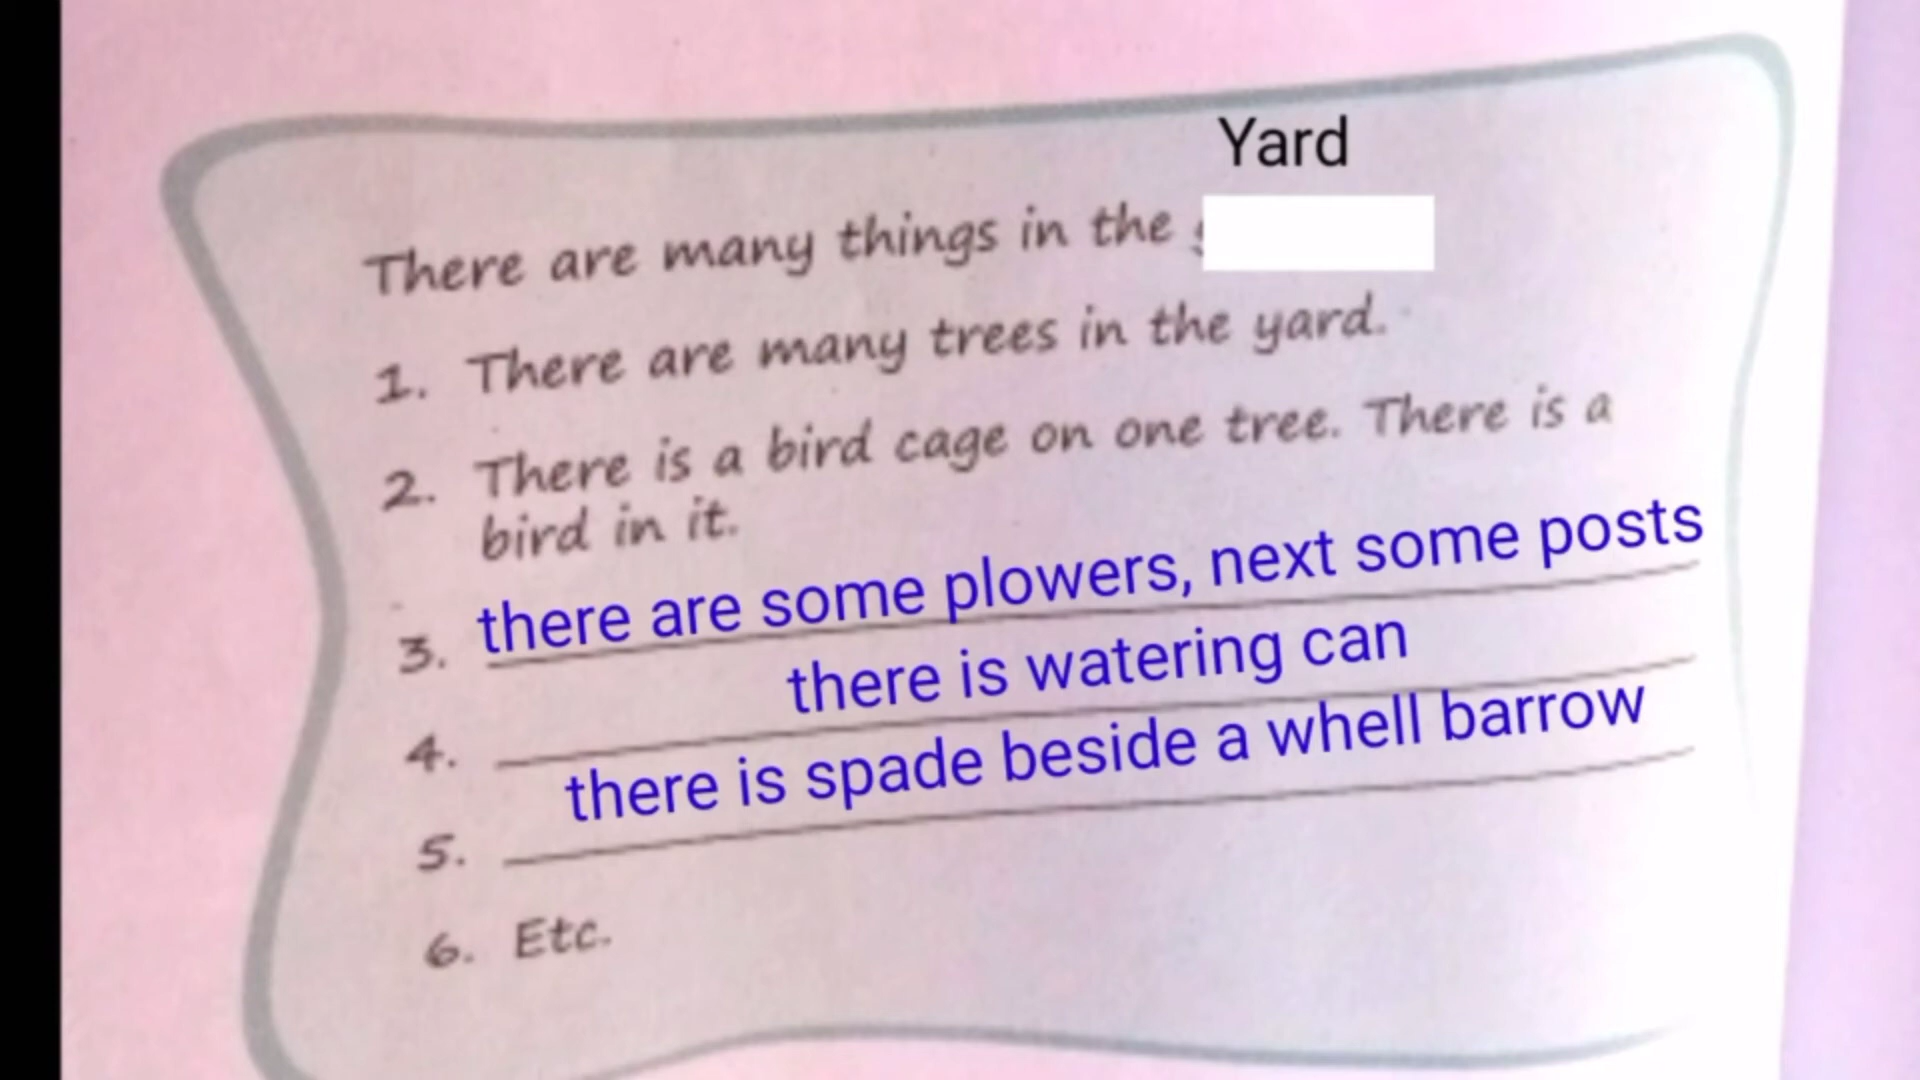 Yard
There are many things in the
1. There are many trees in the yard.
2. There is a bird cage on one tree. There is a
bird in it.
3. there are some plowers, next some posts
4. there is watering can
5. there is spade beside a whell barrow
6. Etc.